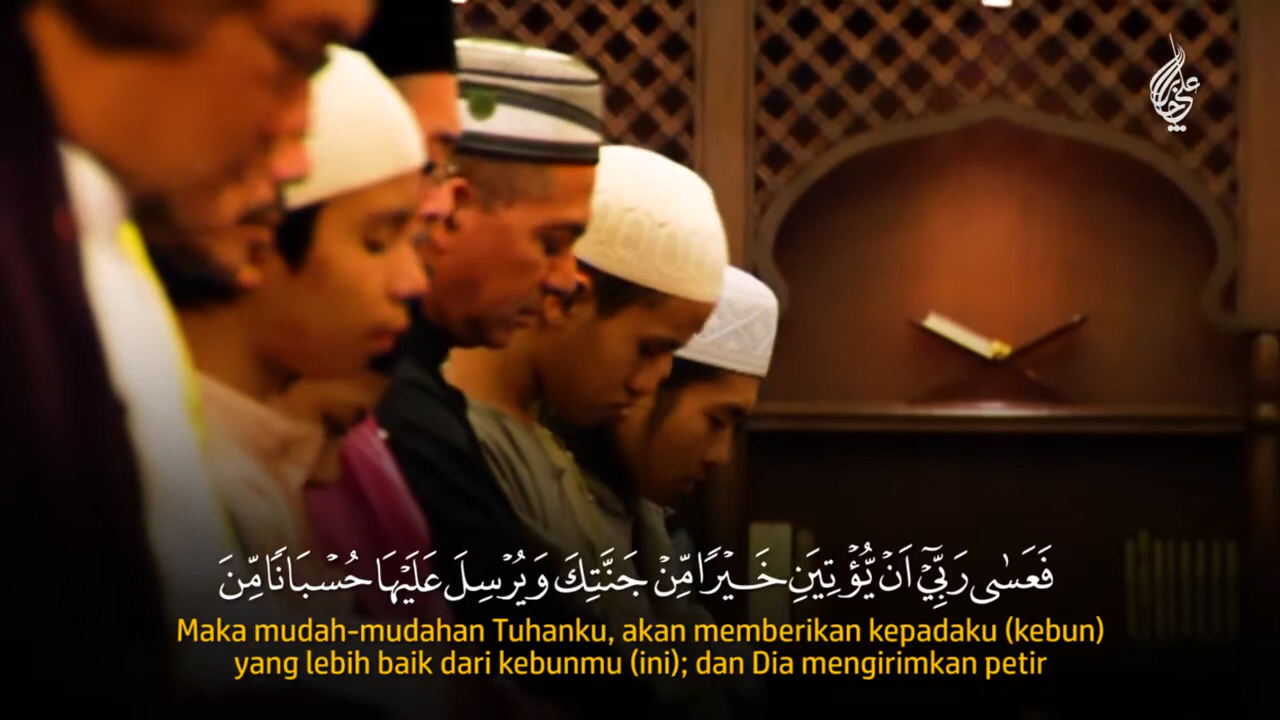 فَعَسٰى رَبِّيْٓ اَنْ يُّؤْتِيَنِ خَيْرًا مِّنْ جَنَّتِكَ وَيُرْسِلَ عَلَيْهَا حُسْبَانًا مِّنَ
Maka mudah-mudahan Tuhanku, akan memberikan kepadaku (kebun)
yang lebih baik dari kebunmu (ini); dan Dia mengirimkan petir